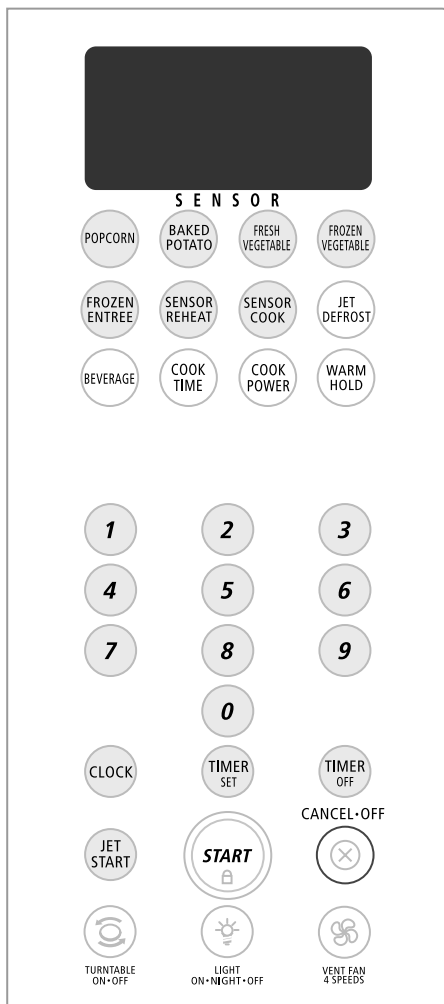 SENSOR
POPCORN
BAKED
POTATO
FRESH
VEGETABLE
FROZEN
VEGETABLE
FROZEN
ENTREE
SENSOR
REHEAT
SENSOR
COOK
JET
DEFROST
BEVERAGE
COOK
TIME
COOK
POWER
WARM
HOLD
1
2
3
4
5
6
7
8
9
0
CLOCK
TIMER
SET
TIMER
OFF
CANCEL•OFF
JET
START
START
TURNTABLE
ON•OFF
LIGHT
ON•NIGHT•OFF
VENT FAN
4 SPEEDS